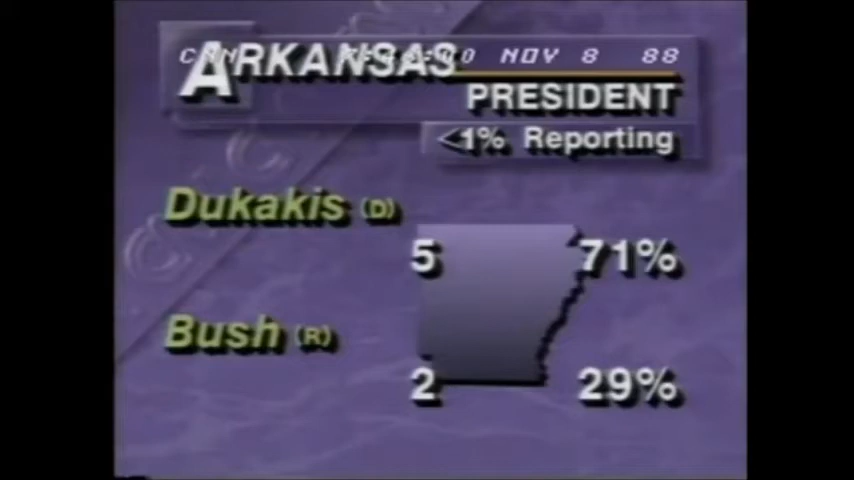 ARKANSAS
NOV 8 88
PRESIDENT
<1% Reporting
Dukakis (D)
5 71%
Bush (R)
2 29%